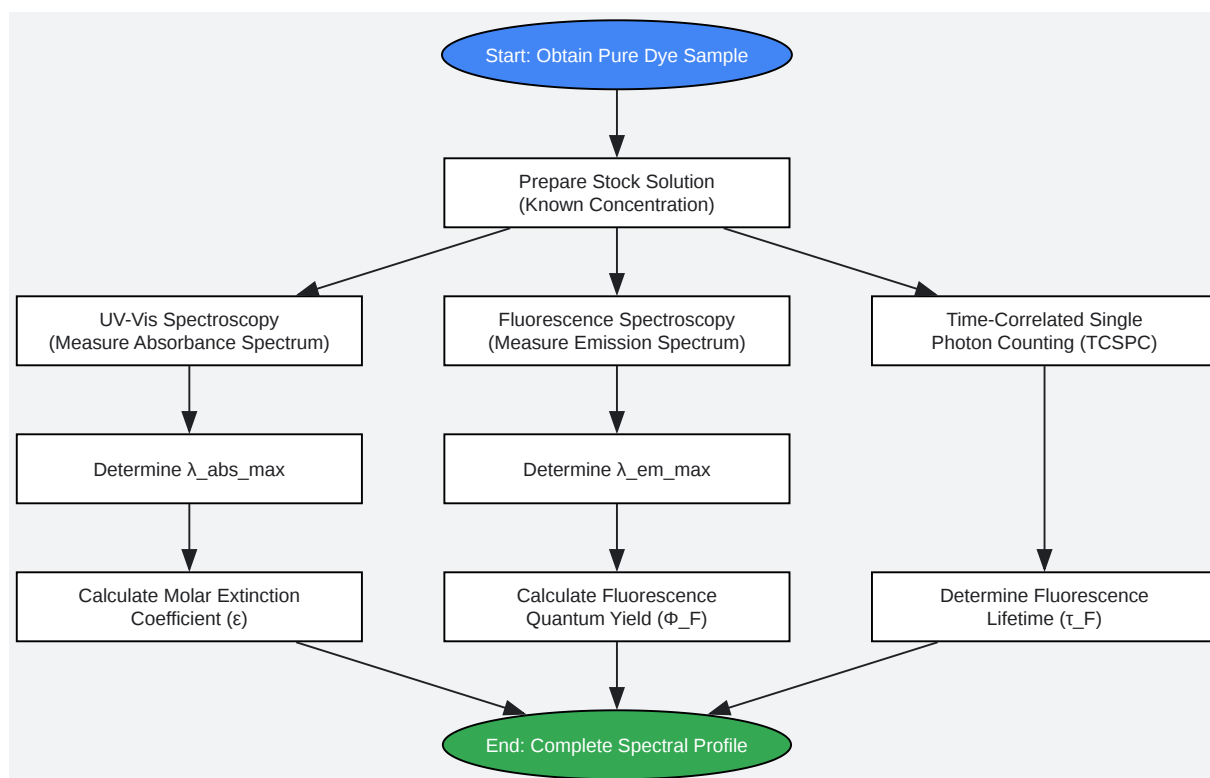 Start: Obtain Pure Dye Sample
Prepare Stock Solution
(Known Concentration)
UV-Vis Spectroscopy
(Measure Absorbance Spectrum)
Fluorescence Spectroscopy
(Measure Emission Spectrum)
Time-Correlated Single
Photon Counting (TCSPC)
Determine λ_abs_max
Determine λ_em_max
Calculate Molar Extinction
Coefficient (ε)
Calculate Fluorescence
Quantum Yield (Φ_F)
Determine Fluorescence
Lifetime (τ_F)
End: Complete Spectral Profile